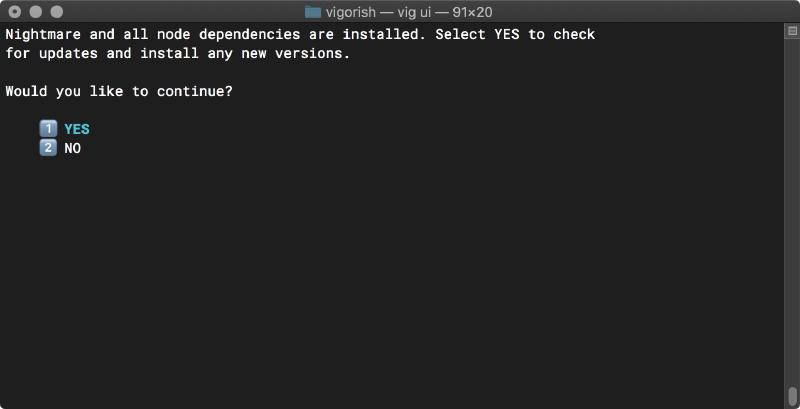 vigorish — vig ui — 91×20
Nightmare and all node dependencies are installed. Select YES to check
for updates and install any new versions.
Would you like to continue?
1 YES
2 NO